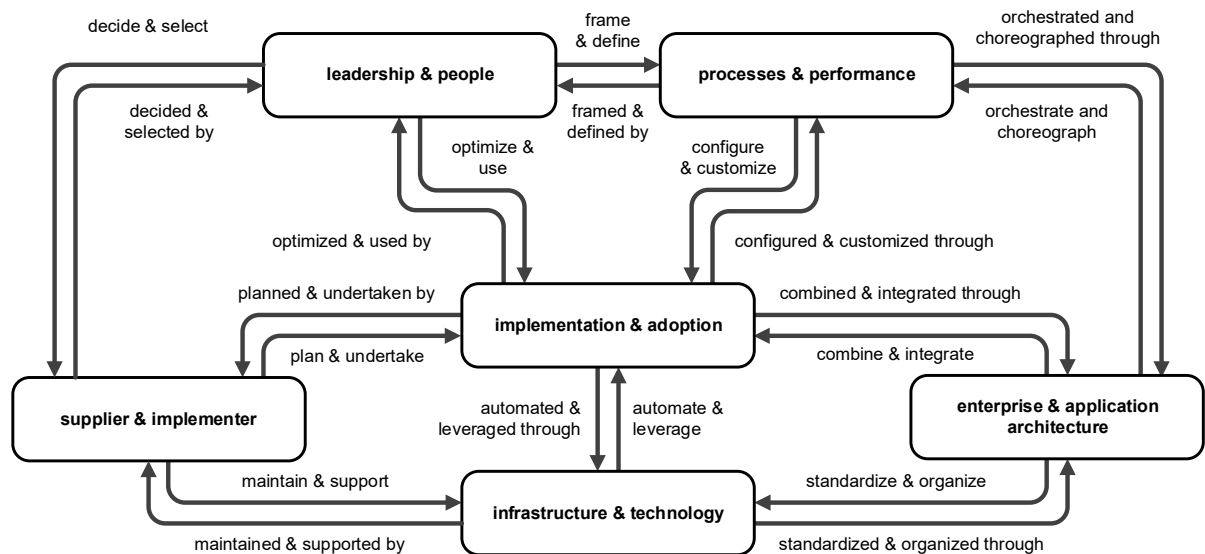 decide & select
frame
& define
orchestrated and
choreographed through
leadership & people
processes & performance
decided &
selected by
framed &
defined by
orchestrate and
choreograph
optimize &
use
configure
& customize
optimized & used by
configured & customized through
planned & undertaken by
combined & integrated through
implementation & adoption
plan & undertake
combine & integrate
supplier & implementer
automated &
leveraged through
automate &
leverage
enterprise & application
architecture
maintain & support
standardize & organize
infrastructure & technology
maintained & supported by
standardized & organized through